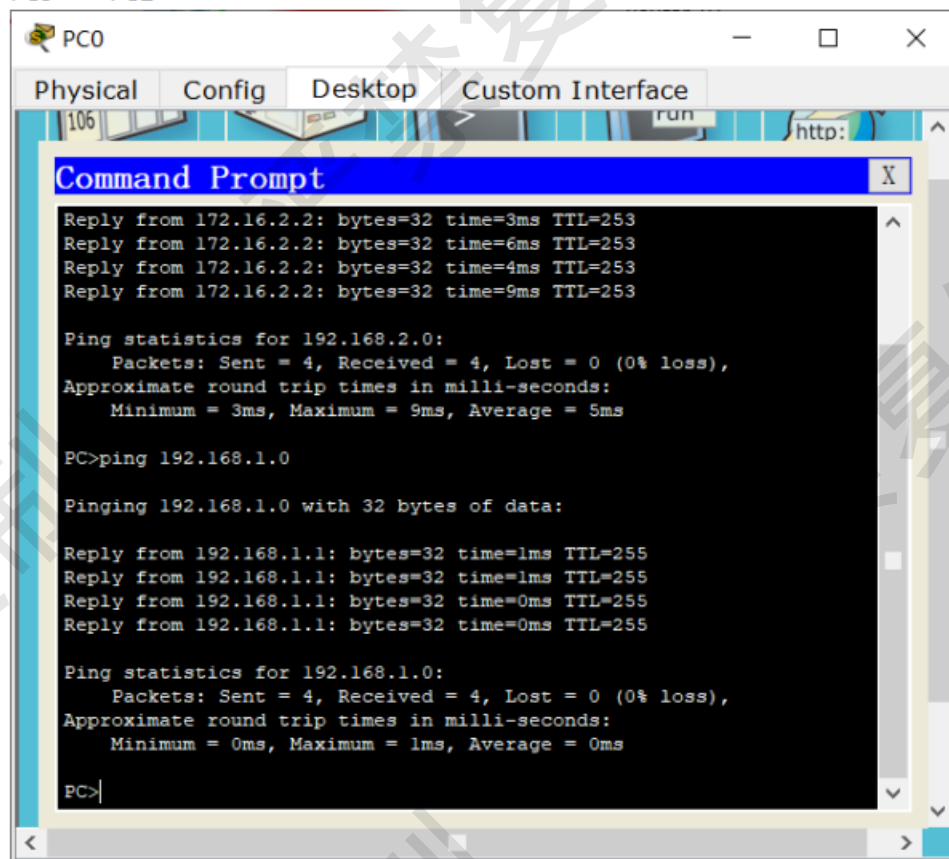 PC0
Physical Config Desktop Custom Interface
106
run
http:
Command Prompt X
Reply from 172.16.2.2: bytes=32 time=3ms TTL=253
Reply from 172.16.2.2: bytes=32 time=6ms TTL=253
Reply from 172.16.2.2: bytes=32 time=4ms TTL=253
Reply from 172.16.2.2: bytes=32 time=9ms TTL=253
Ping statistics for 192.168.2.0:
Packets: Sent = 4, Received = 4, Lost = 0 (0% loss),
Approximate round trip times in milli-seconds:
Minimum = 3ms, Maximum = 9ms, Average = 5ms
PC>ping 192.168.1.0
Pinging 192.168.1.0 with 32 bytes of data:
Reply from 192.168.1.1: bytes=32 time=1ms TTL=255
Reply from 192.168.1.1: bytes=32 time=1ms TTL=255
Reply from 192.168.1.1: bytes=32 time=0ms TTL=255
Reply from 192.168.1.1: bytes=32 time=0ms TTL=255
Ping statistics for 192.168.1.0:
Packets: Sent = 4, Received = 4, Lost = 0 (0% loss),
Approximate round trip times in milli-seconds:
Minimum = 0ms, Maximum = 1ms, Average = 0ms
PC>